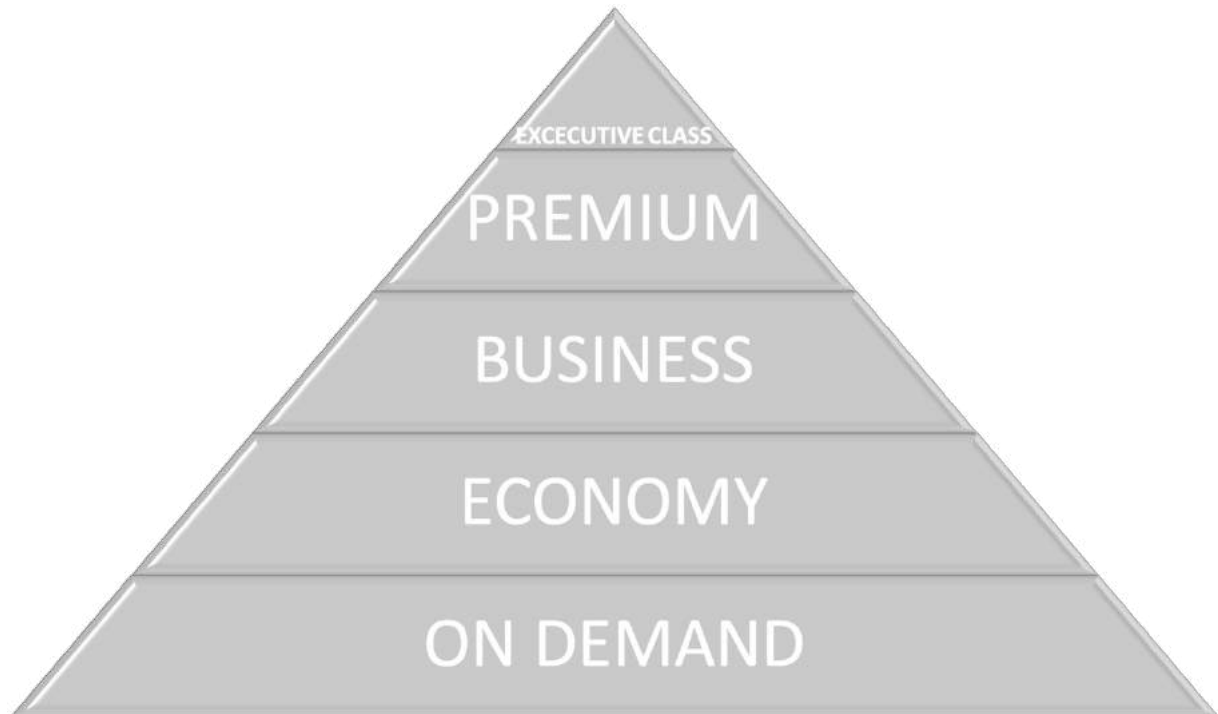 EXCECUTIVE CLASS
PREMIUM
BUSINESS
ECONOMY
ON DEMAND